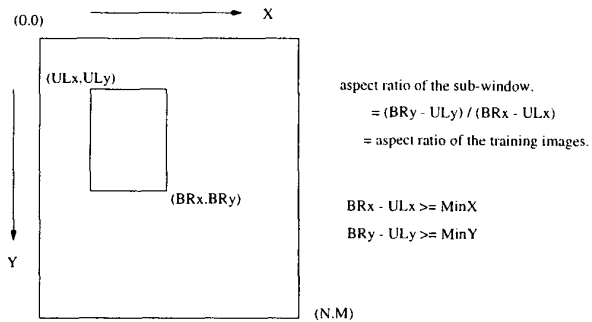 (0.0)
X
(ULx,ULy)
(BRx.BRy)
Y
(N.M)
aspect ratio of the sub-window.
= (BRy - ULy) / (BRx - ULx)
= aspect ratio of the training images.
BRx - ULx >= MinX
BRy - ULy >= MinY